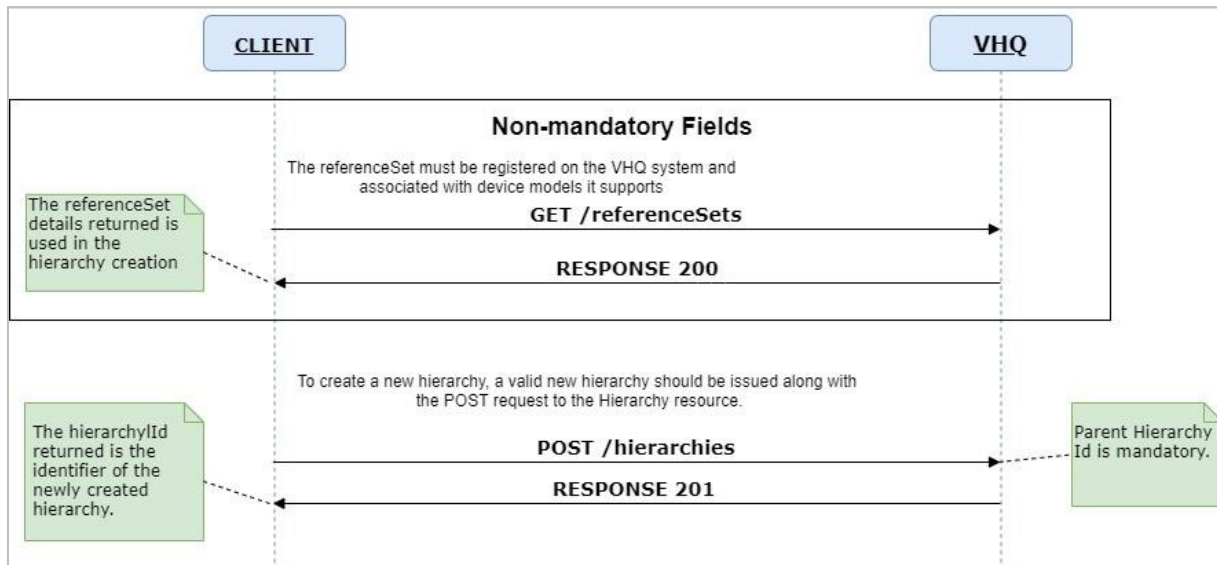 CLIENT
VHQ
Non-mandatory Fields
The referenceSet must be registered on the VHQ system and
associated with device models it supports
The referenceSet
details returned is
used in the
hierarchy creation
GET /referenceSets
RESPONSE 200
To create a new hierarchy, a valid new hierarchy should be issued along with
the POST request to the Hierarchy resource.
The hierarchyIId
returned is the
identifier of the
newly created
hierarchy.
POST /hierarchies
Parent Hierarchy
Id is mandatory.
RESPONSE 201